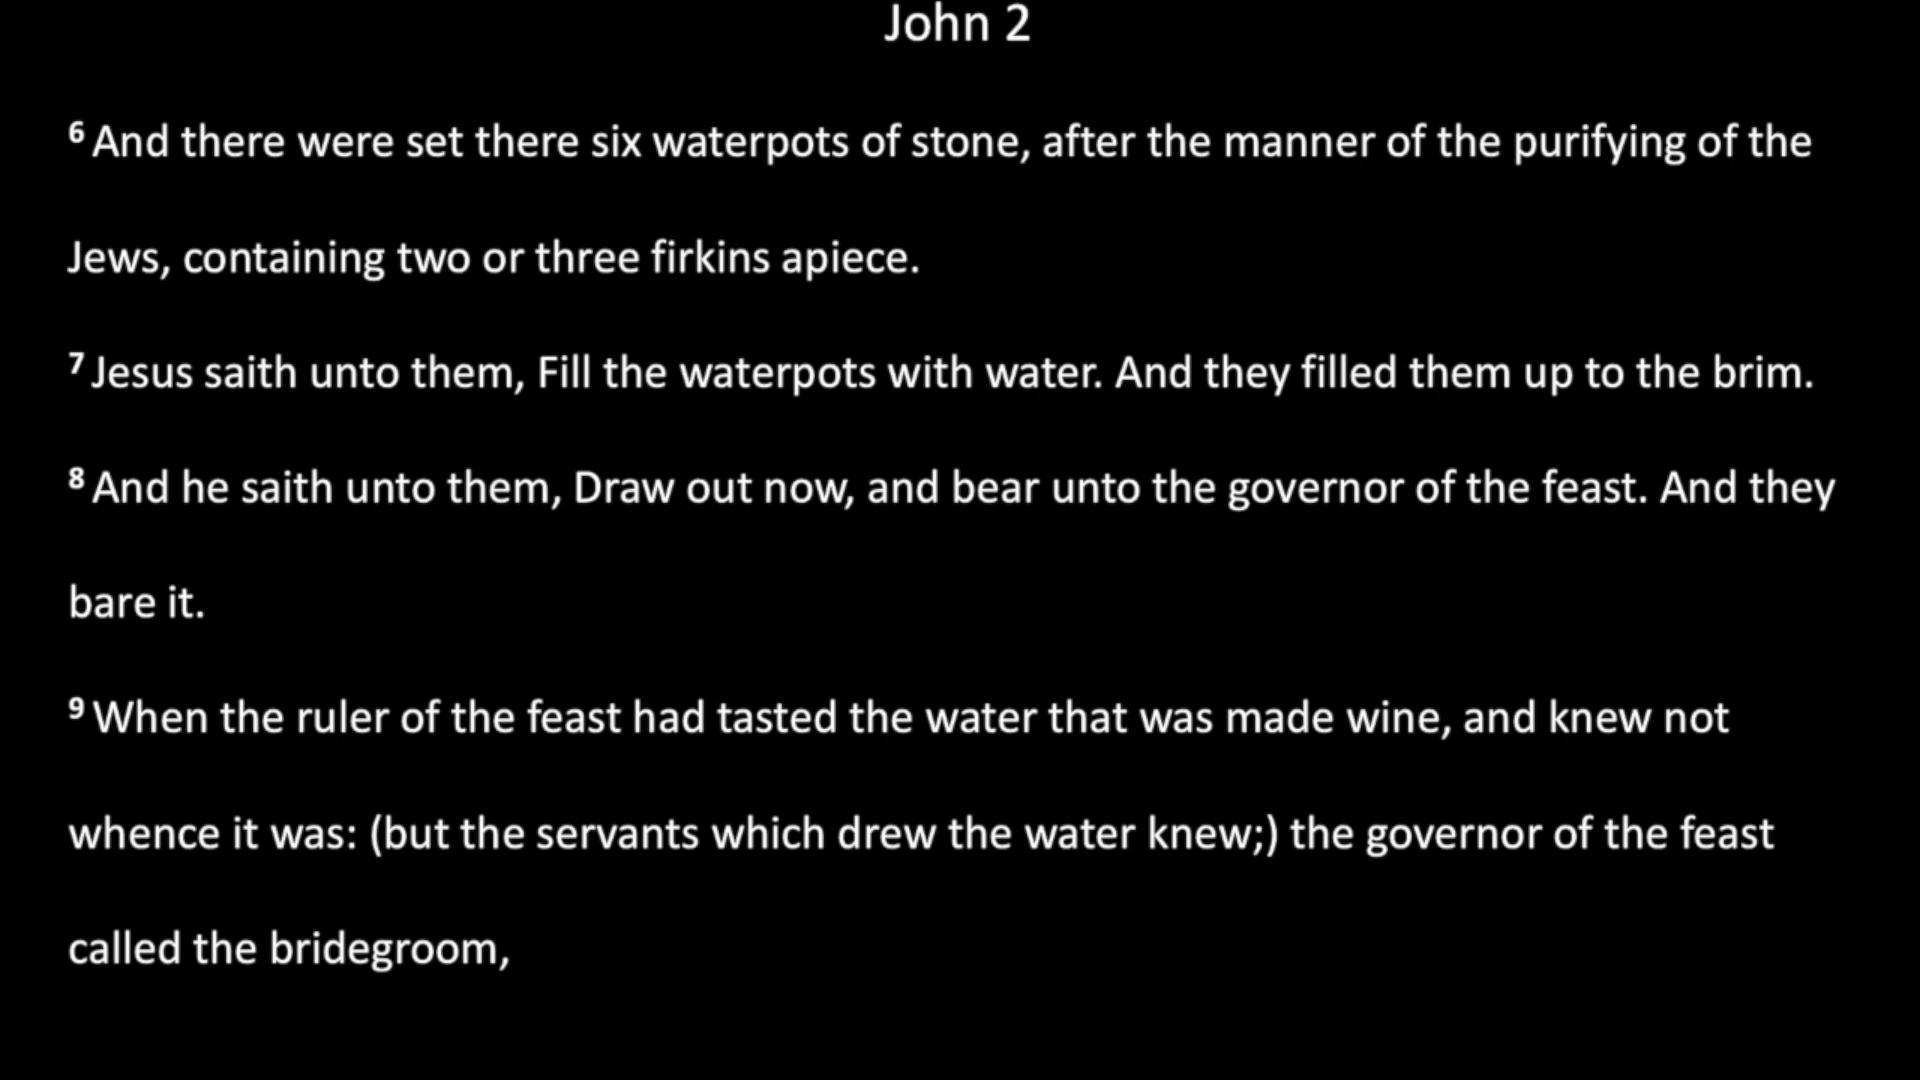 John 2
6 And there were set there six waterpots of stone, after the manner of the purifying of the
Jews, containing two or three firkins apiece.
7 Jesus saith unto them, Fill the waterpots with water. And they filled them up to the brim.
8 And he saith unto them, Draw out now, and bear unto the governor of the feast. And they
bare it.
9 When the ruler of the feast had tasted the water that was made wine, and knew not
whence it was: (but the servants which drew the water knew;) the governor of the feast
called the bridegroom,